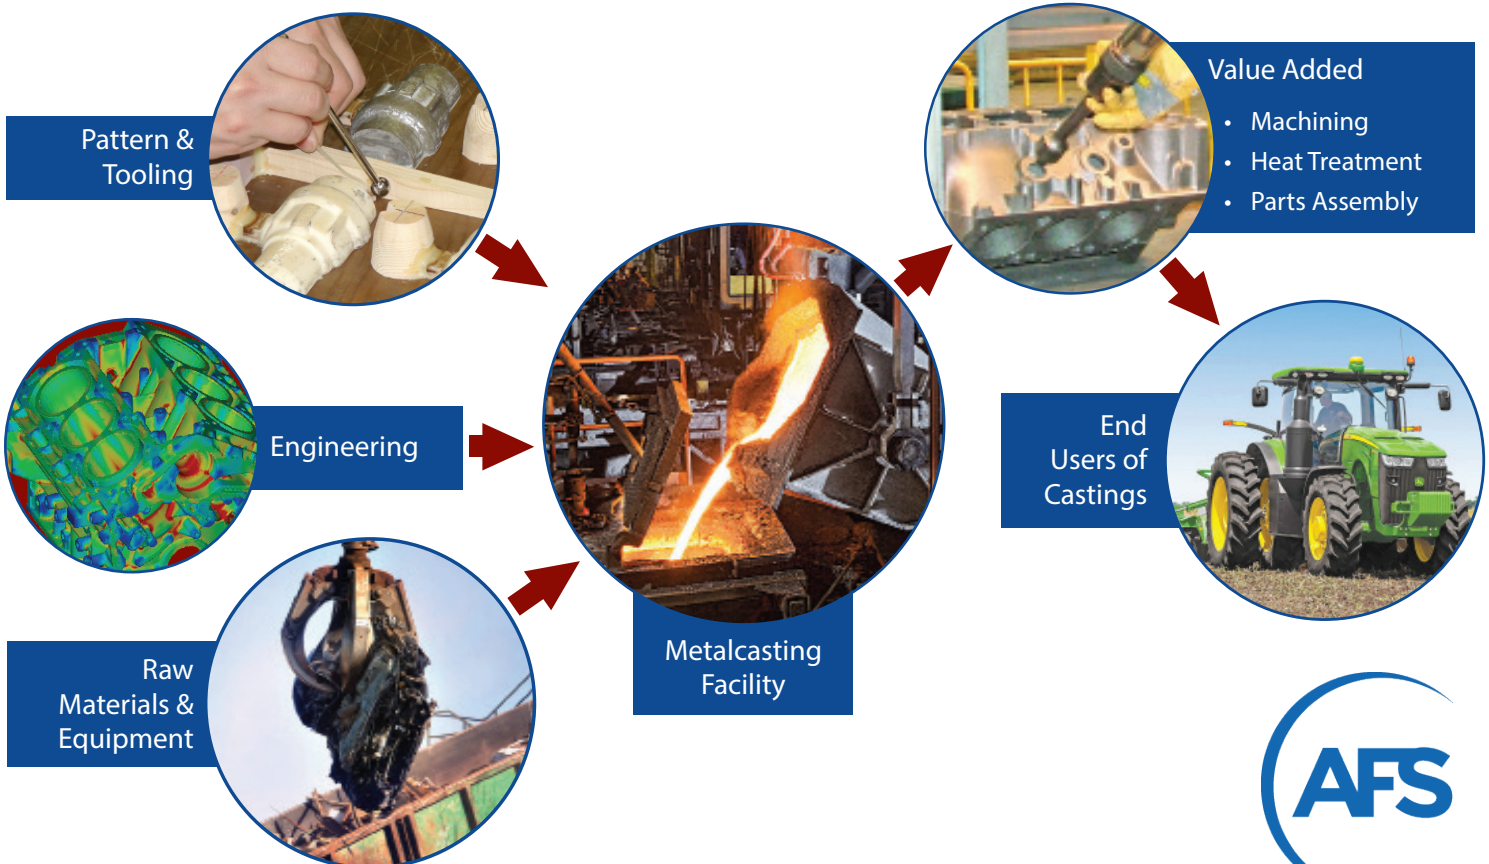 Pattern &
Tooling
Engineering
Raw
Materials &
Equipment
Metalcasting
Facility
Value Added
• Machining
• Heat Treatment
• Parts Assembly
End
Users of
Castings
AFS